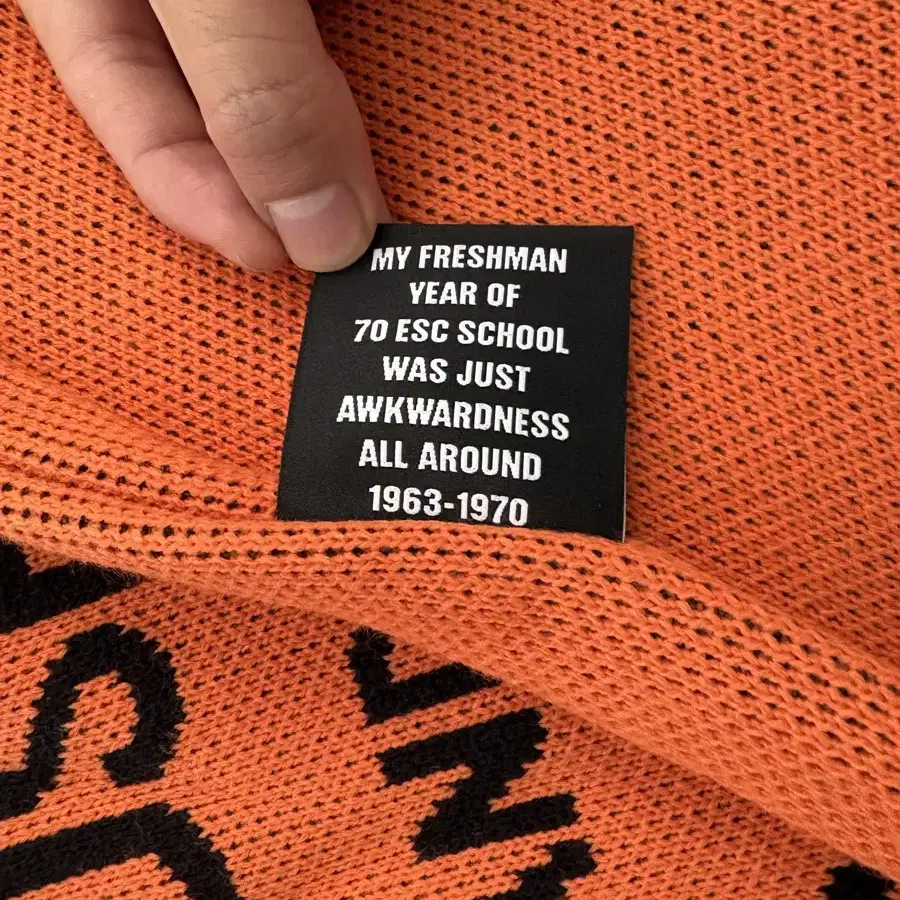 MY FRESHMAN
YEAR OF
70 ESC SCHOOL
WAS JUST
AWKWARDNESS
ALL AROUND
1963-1970